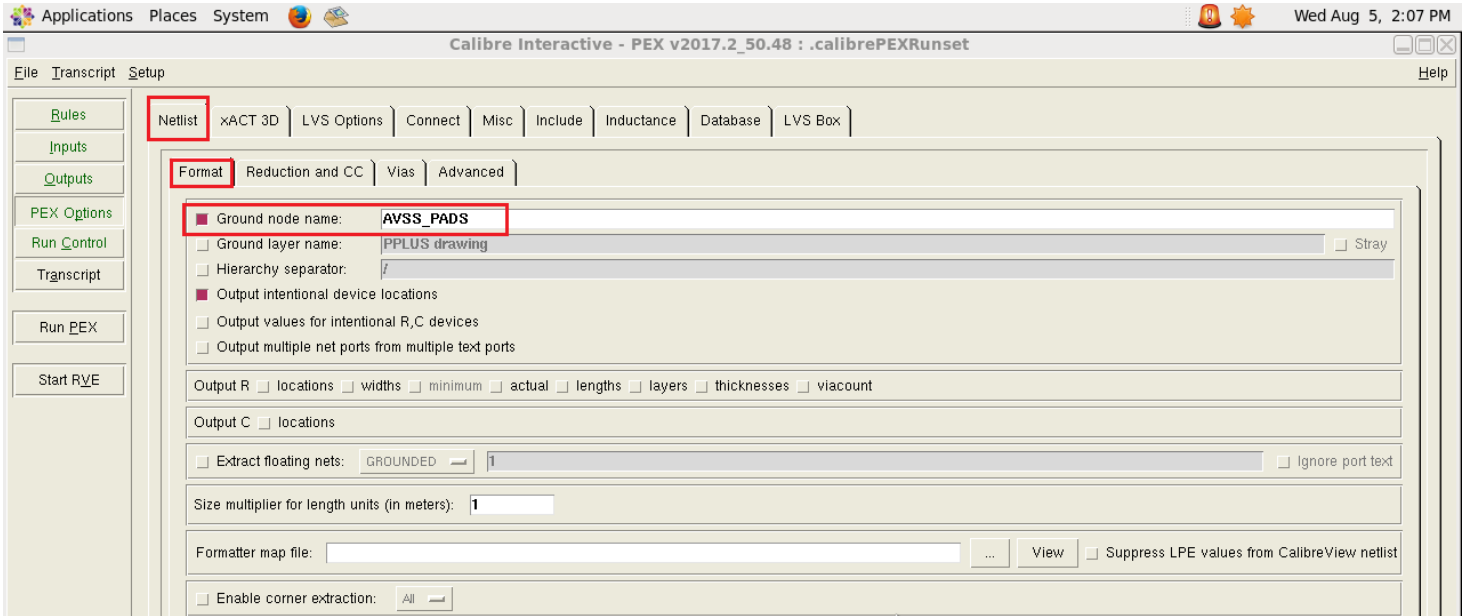 Applications Places System Wed Aug 5, 2:07 PM
Calibre Interactive - PEX v2017.2_50.48 : .calibrePEXRunset
File Transcript Setup Help
Rules
Inputs
Outputs
PEX Options
Run Control
Transcript
Run PEX
Start RVE
Netlist xACT 3D LVS Options Connect Misc Include Inductance Database LVS Box
Format Reduction and CC Vias Advanced
Ground node name: AVSS_PADS
Ground layer name: PPLUS drawing Stray
Hierarchy separator: /
Output intentional device locations
Output values for intentional R,C devices
Output multiple net ports from multiple text ports
Output R locations widths minimum actual lengths layers thicknesses viacount
Output C locations
Extract floating nets: GROUNDED 1 Ignore port text
Size multiplier for length units (in meters): 1
Formatter map file: ... View Suppress LPE values from CalibreView netlist
Enable corner extraction: All